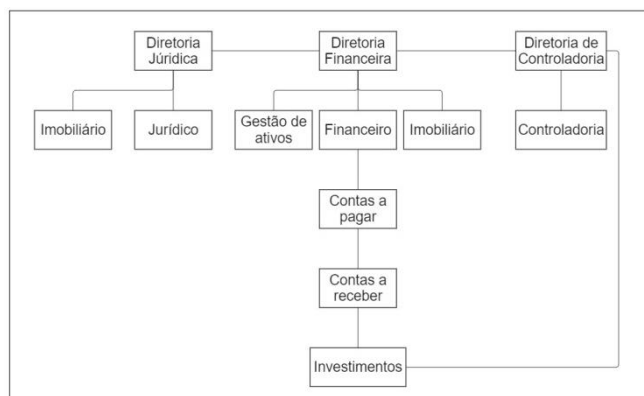 Diretoria
Júridica
Diretoria
Financeira
Diretoria de
Controladoria
Imobiliário
Jurídico
Gestão de
ativos
Financeiro
Imobiliário
Controladoria
Contas a
pagar
Contas a
receber
Investimentos